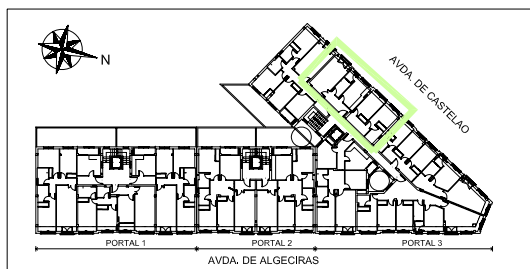 N
AVDA. DE CASTELAO
PORTAL 1
PORTAL 2
PORTAL 3
AVDA. DE ALGECIRAS